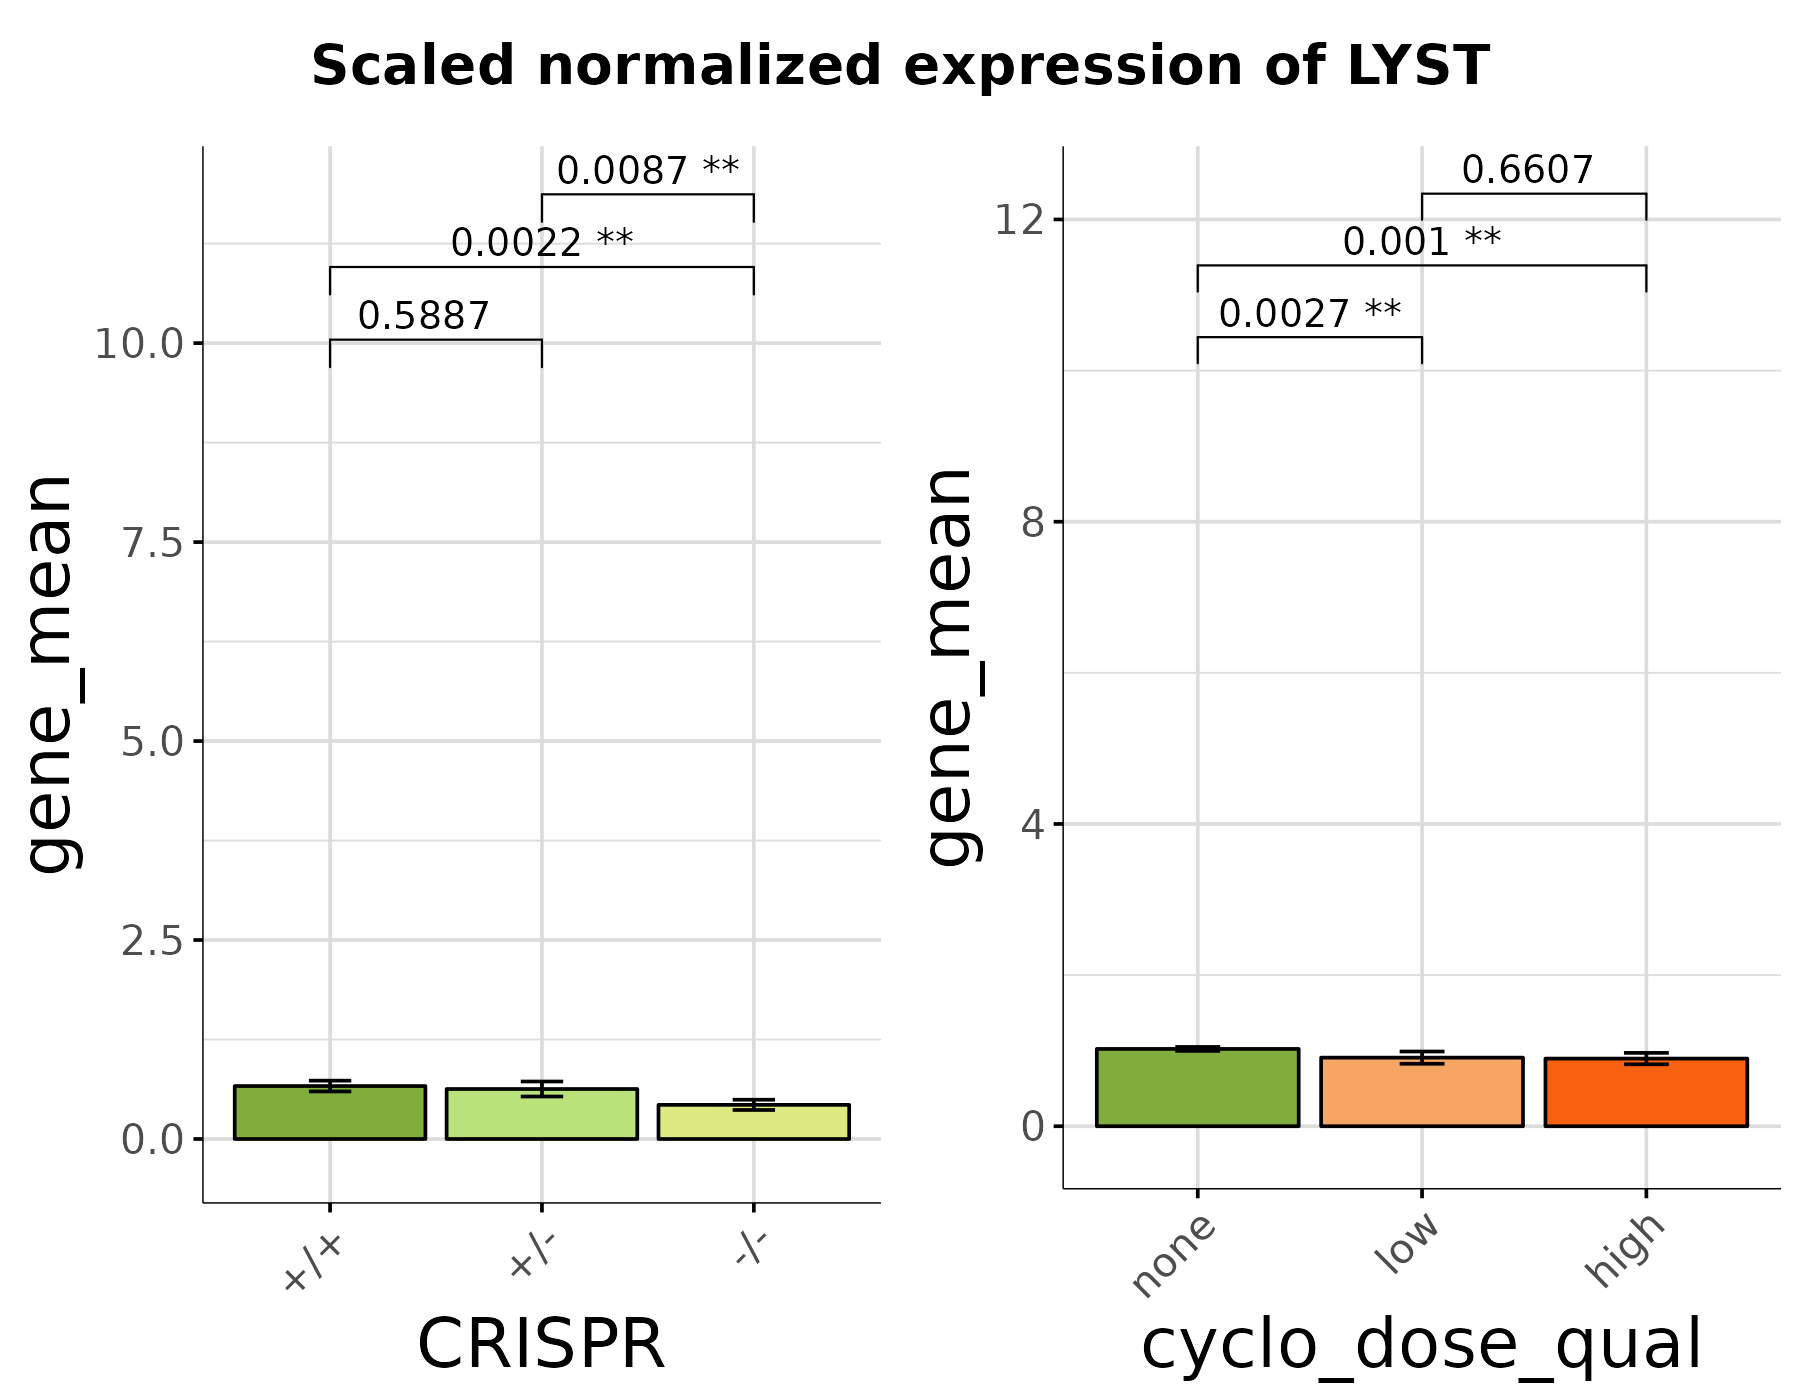 Scaled normalized expression of LYST
gene_mean
10.0
7.5
5.0
2.5
0.0
0.0087 **
0.0022 **
0.5887
+/+
+/-
-/-
CRISPR
gene_mean
12
8
4
0
0.6607
0.001 **
0.0027 **
none
low
high
cyclo_dose_qual